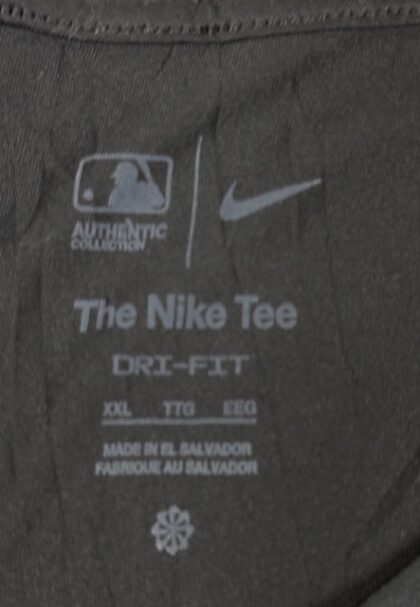 AUTHENTIC
COLLECTION
The Nike Tee
DRI-FIT
XXL TTG EEG
MADE IN EL SALVADOR
FABRIQUE AU SALVADOR